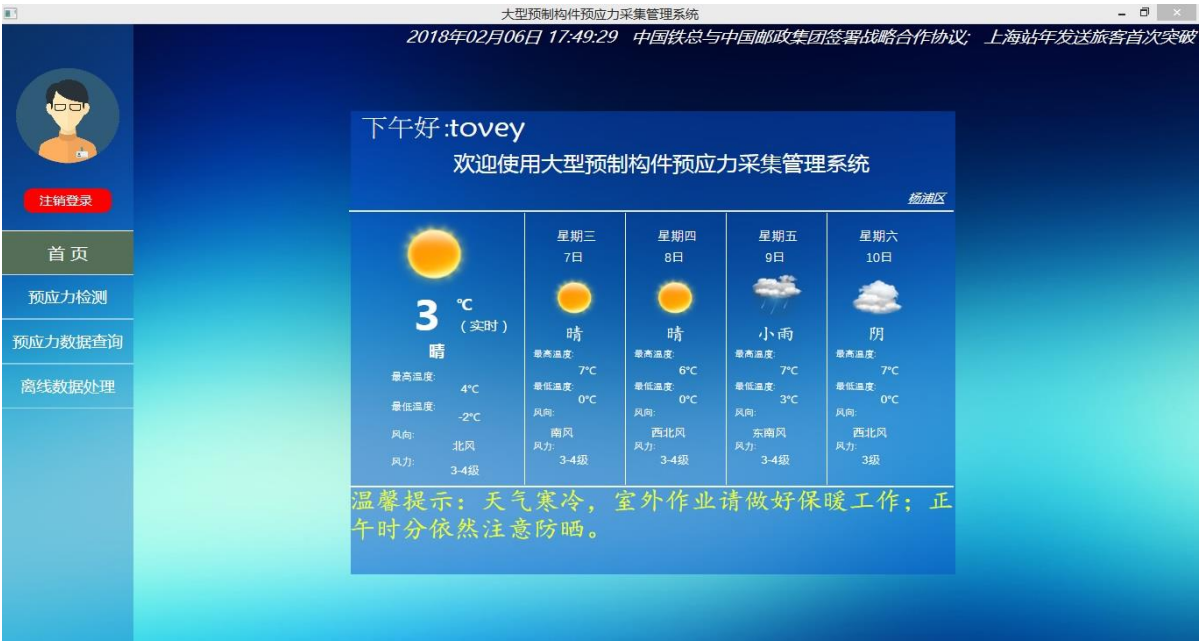 大型预制构件预应力采集管理系统
2018年02月06日 17:49:29 中国铁总与中国邮政集团签署战略合作协议; 上海站年发送旅客首次突破
注销登录
首页
预应力检测
预应力数据查询
离线数据处理
下午好:tovey
欢迎使用大型预制构件预应力采集管理系统
杨浦区
3 ℃
(实时)
晴
最高温度:
4℃
最低温度:
-2℃
风向:
北风
风力:
3-4级
星期三
7日
晴
最高温度:
7℃
最低温度:
0℃
风向:
南风
风力:
3-4级
星期四
8日
晴
最高温度:
6℃
最低温度:
0℃
风向:
西北风
风力:
3-4级
星期五
9日
小雨
最高温度:
7℃
最低温度:
3℃
风向:
东南风
风力:
3-4级
星期六
10日
阴
最高温度:
7℃
最低温度:
0℃
风向:
西北风
风力:
3级
温馨提示：天气寒冷，室外作业请做好保暖工作；正
午时分依然注意防晒。